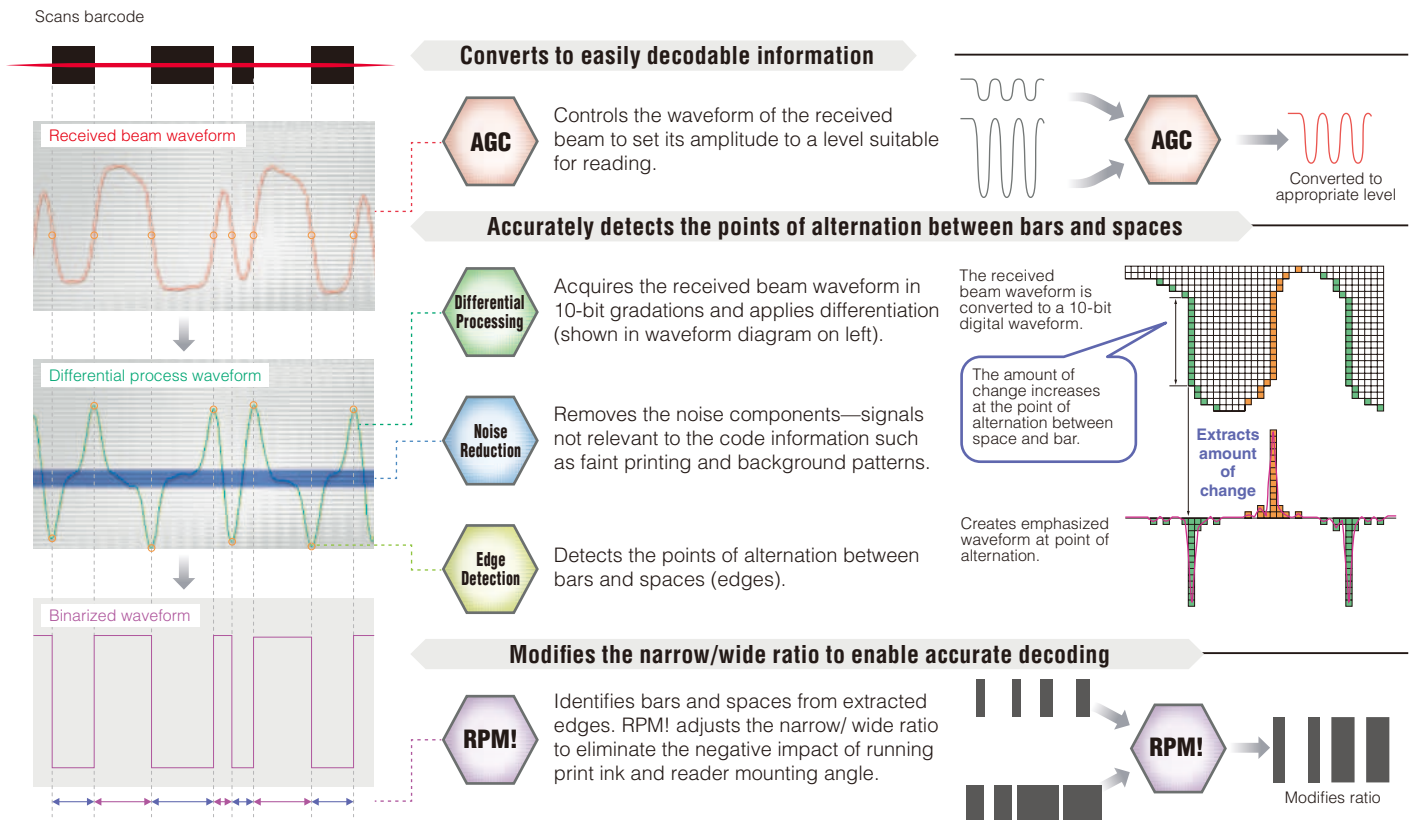 Scans barcode
Received beam waveform
Differential process waveform
Binarized waveform
Converts to easily decodable information
AGC
Controls the waveform of the received
beam to set its amplitude to a level suitable
for reading.
AGC
Converted to
appropriate level
Accurately detects the points of alternation between bars and spaces
Differential
Processing
Acquires the received beam waveform in
10-bit gradations and applies differentiation
(shown in waveform diagram on left).
Noise
Reduction
Removes the noise components—signals
not relevant to the code information such
as faint printing and background patterns.
Edge
Detection
Detects the points of alternation between
bars and spaces (edges).
The received
beam waveform is
converted to a 10-bit
digital waveform.
The amount of
change increases
at the point of
alternation between
space and bar.
Extracts
amount
of
change
Creates emphasized
waveform at point of
alternation.
Modifies the narrow/wide ratio to enable accurate decoding
RPM!
Identifies bars and spaces from extracted
edges. RPM! adjusts the narrow/ wide ratio
to eliminate the negative impact of running
print ink and reader mounting angle.
RPM!
Modifies ratio